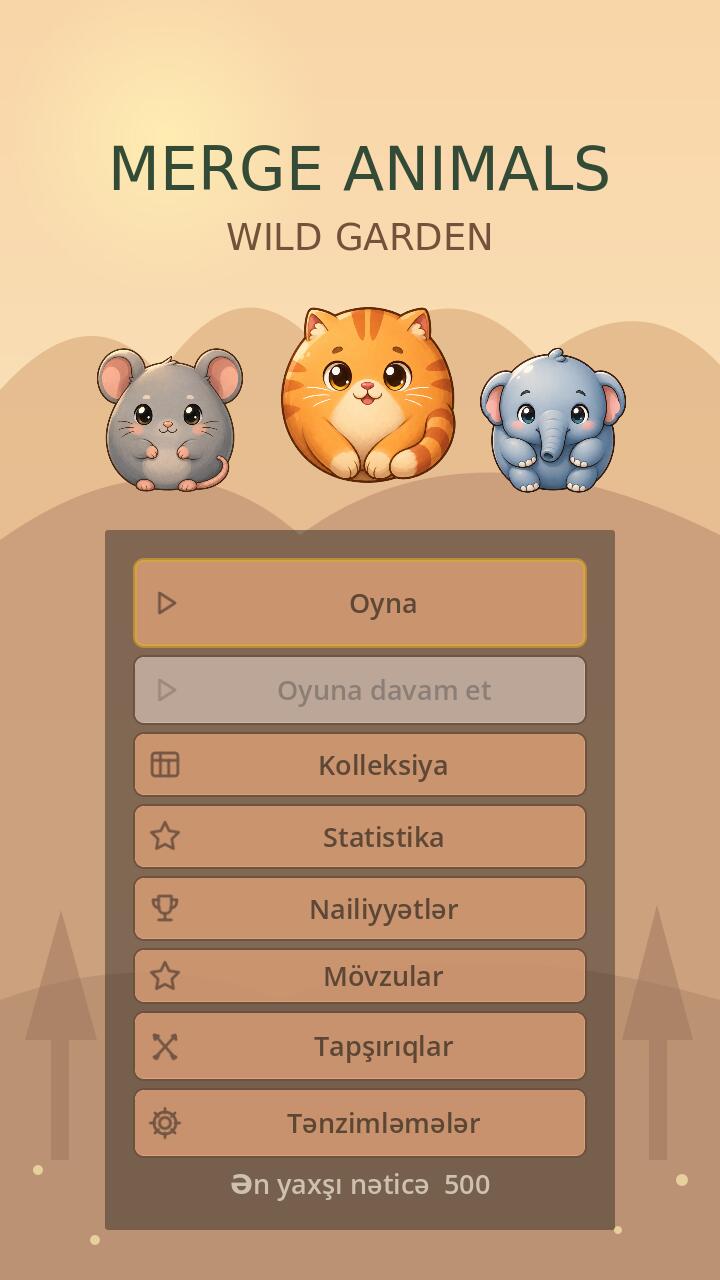 MERGE ANIMALS
WILD GARDEN
Oyna
Oyuna davam et
Kolleksiya
Statistika
Nailiyyətlər
Mövzular
Tapşırıqlar
Tənzimləmələr
Ən yaxşı nəticə 500